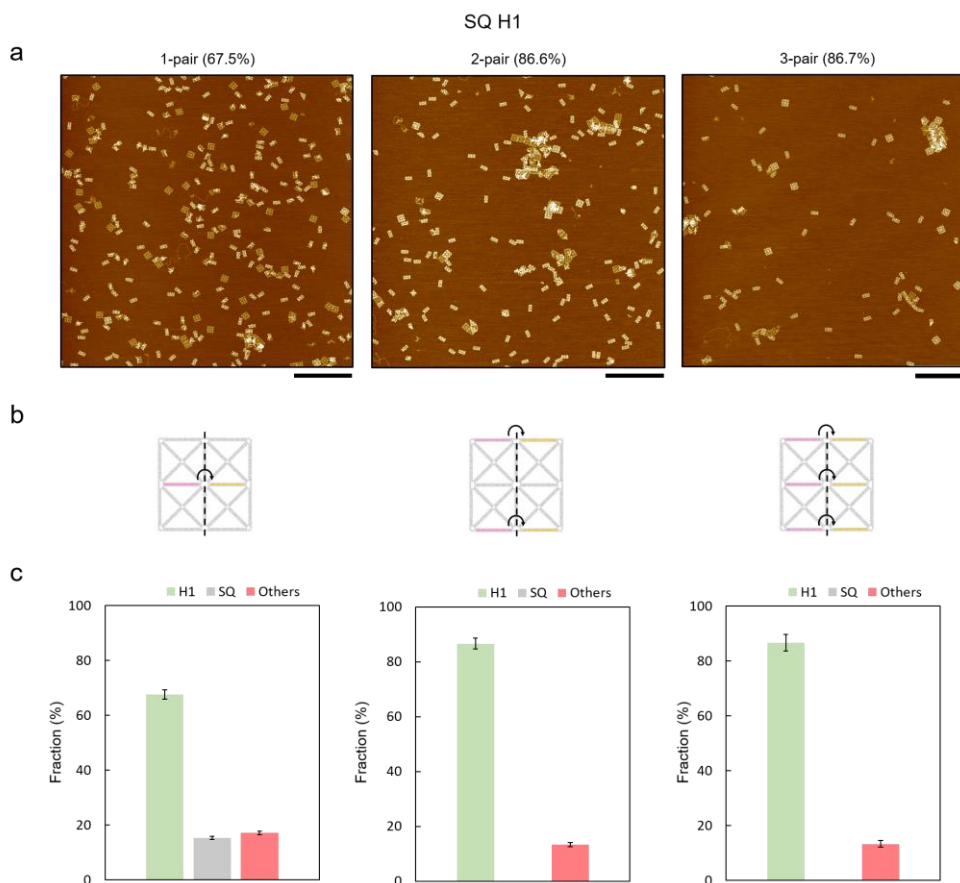 SQ H1
a
1-pair (67.5%)
2-pair (86.6%)
3-pair (86.7%)
b
c
H1 SQ Others
H1 SQ Others
H1 SQ Others
Fraction (%)
100
80
60
40
20
0
Fraction (%)
100
80
60
40
20
0
Fraction (%)
100
80
60
40
20
0